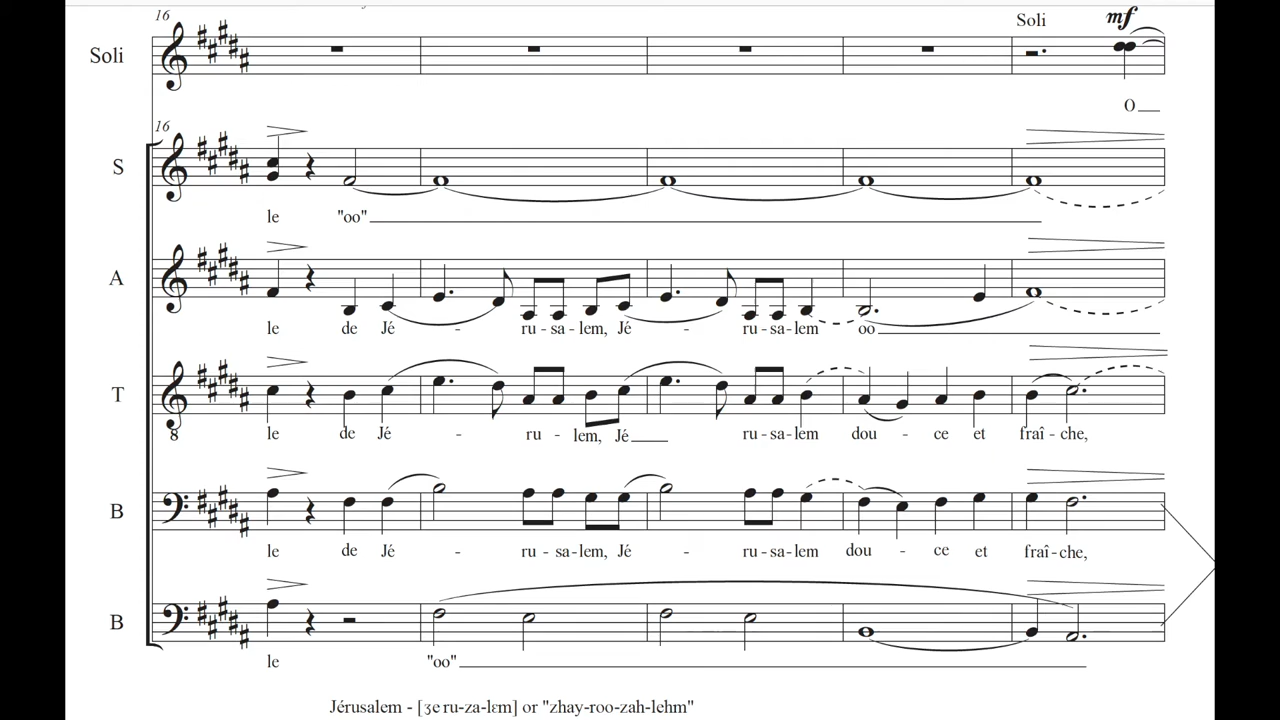 16
Soli
mf
Soli
O
16
S
le "oo"
A
le de Jé - ru - sa - lem, Jé - ru - sa - lem oo
T
8
le de Jé - ru - lem, Jé ru - sa - lem dou - ce et fraî - che,
B
le de Jé - ru - sa - lem, Jé - ru - sa - lem dou - ce et fraî - che,
B
le "oo"
Jérusalem - [ʒe ru-za-lɛm] or "zhay-roo-zah-lehm"